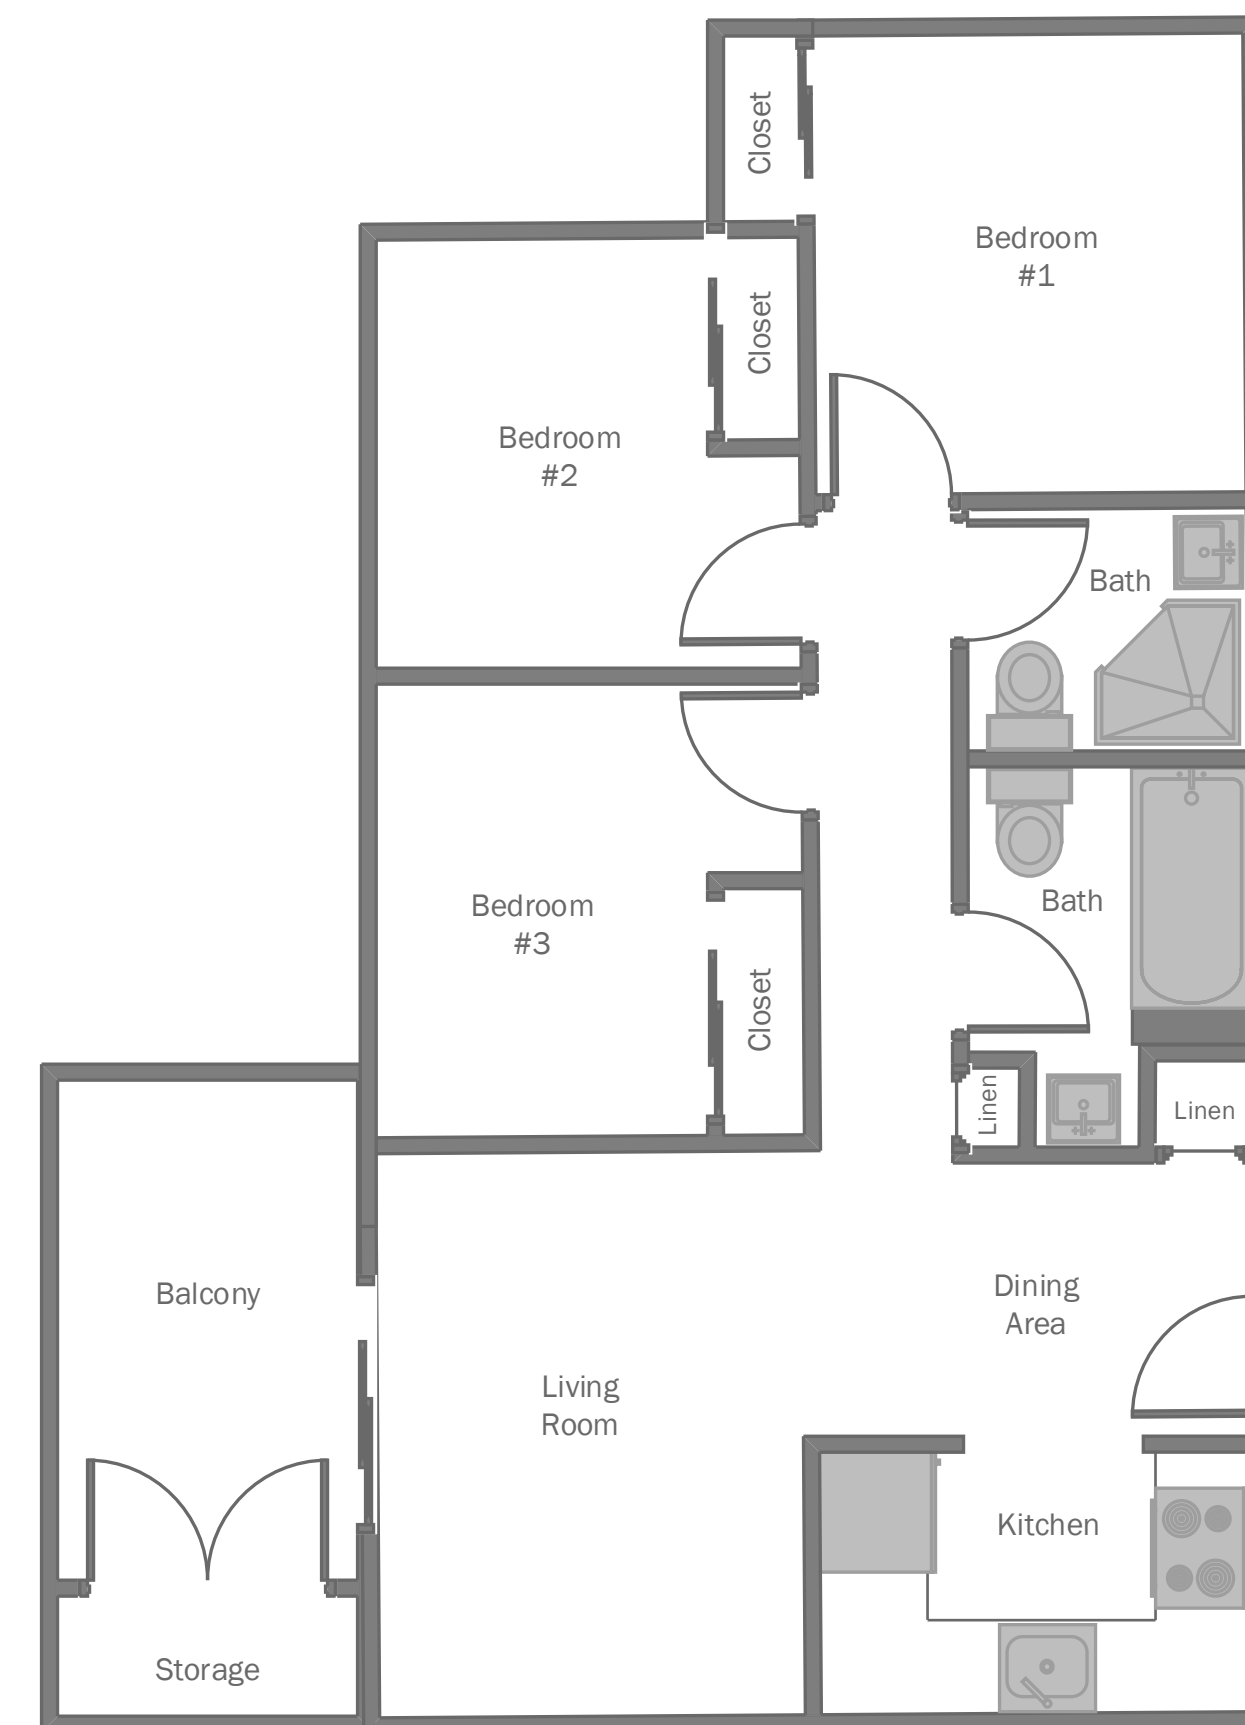 Closet
Bedroom
#1
Closet
Bedroom
#2
Bath
Bedroom
#3
Bath
Closet
Linen
Linen
Balcony
Dining
Area
Living
Room
Kitchen
Storage